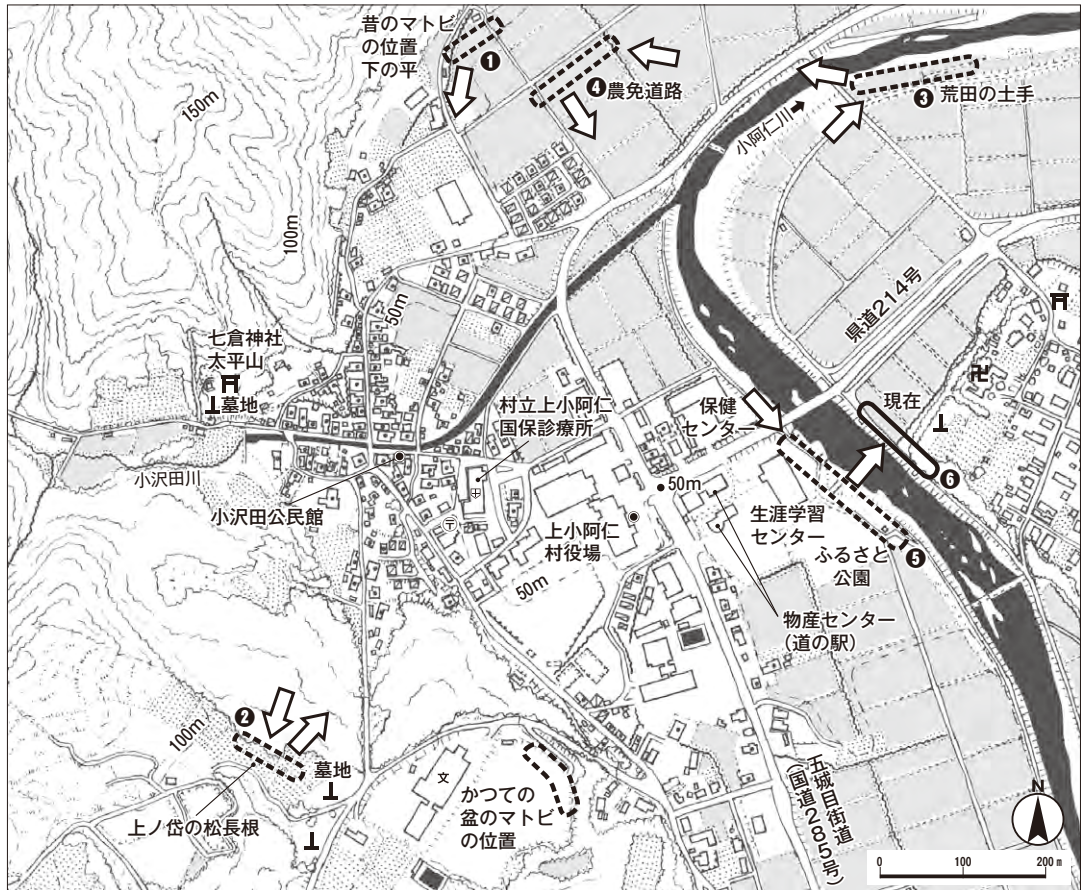 昔のマトビ
の位置
下の平
❶
❹農免道路
❸
荒田の土手
小阿仁川➡
150m
100m
50m
県道214号
七倉神社
太平山
墓地
村立上小阿仁
国保診療所
保健
センター
現在
❻
小沢田川
小沢田公民館
50m
上小阿仁
村役場
生涯学習
センター
ふるさと
公園
❺
50m
物産センター
(道の駅)
❷
100m
墓地
上ノ岱の松長根
文
かつての
盆のマトビ
の位置
五城目街道
(国道285号)
N
0 100 200m